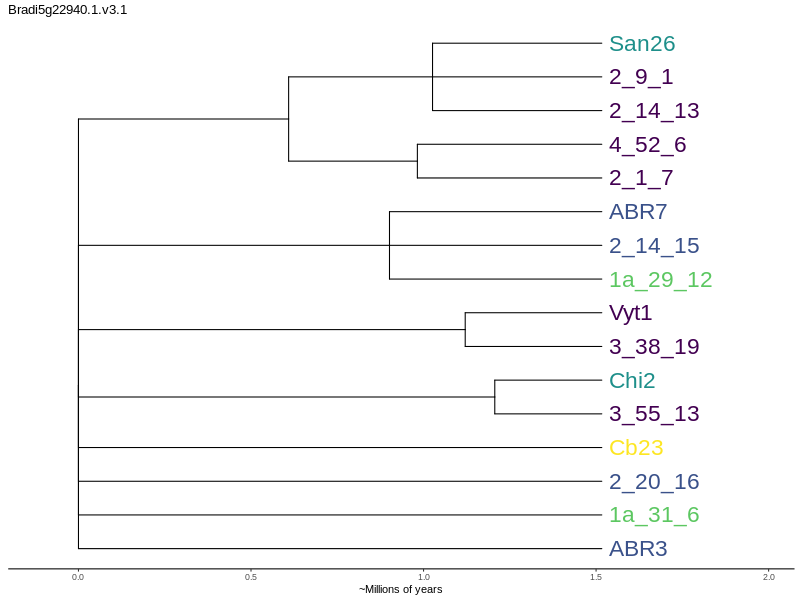 Bradi5g22940.1.v3.1
San26
2_9_1
2_14_13
4_52_6
2_1_7
ABR7
2_14_15
1a_29_12
Vyt1
3_38_19
Chi2
3_55_13
Cb23
2_20_16
1a_31_6
ABR3
0.0 0.5 1.0 1.5 2.0
~Millions of years